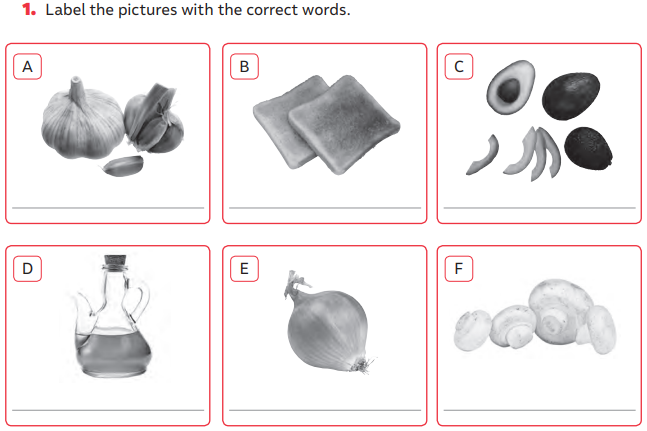 1. Label the pictures with the correct words.
A
B
C
D
E
F